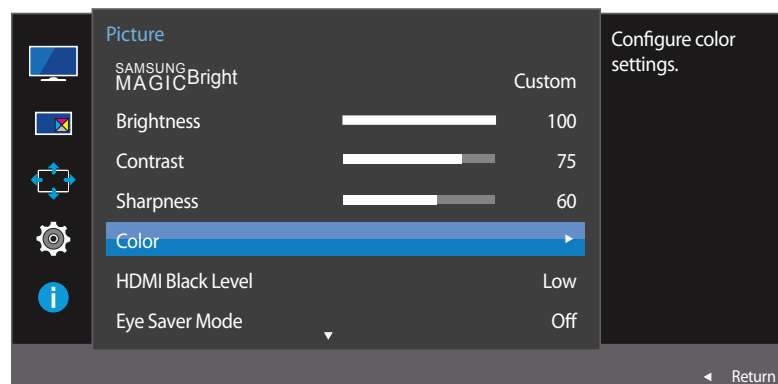 Picture
SAMSUNG
MAGICBright Custom
Brightness 100
Contrast 75
Sharpness 60
Color
HDMI Black Level Low
Eye Saver Mode Off
Configure color
settings.
Return